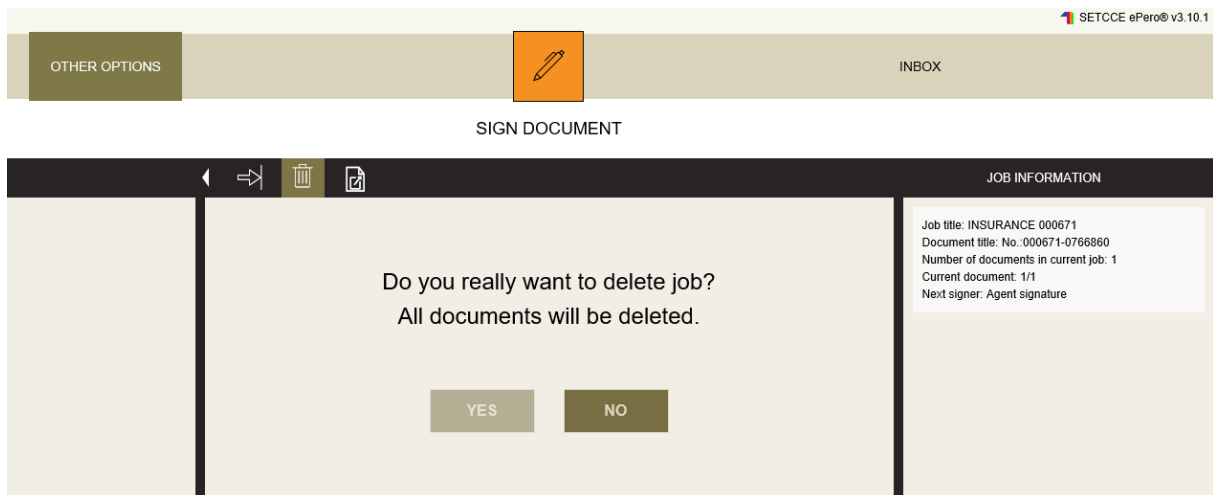 SETCCE ePero® v3.10.1
OTHER OPTIONS
INBOX
SIGN DOCUMENT
JOB INFORMATION
Job title: INSURANCE 000671
Document title: No.:000671-0766860
Number of documents in current job: 1
Current document: 1/1
Next signer: Agent signature
Do you really want to delete job?
All documents will be deleted.
YES
NO